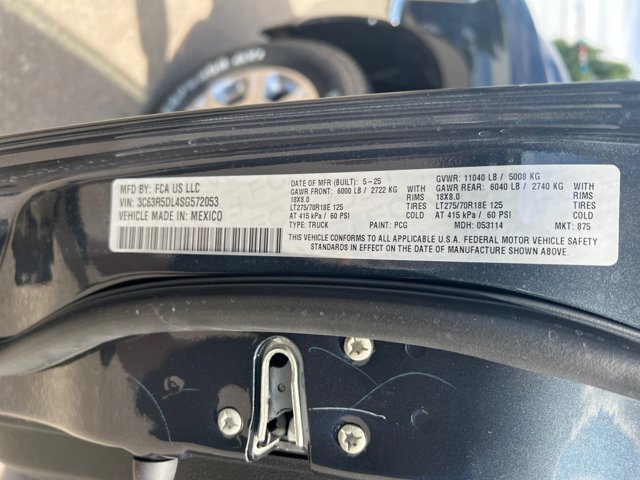 MFD BY: FCA US LLC
VIN: 3C63R5DL4SG572053
VEHICLE MADE IN: MEXICO
DATE OF MFR (BUILT): 5-25
GAWR FRONT: 6000 LB / 2722 KG WITH
18X8.0 RIMS
LT275/70R18E 125 TIRES
AT 415 kPa / 60 PSI COLD
TYPE: TRUCK PAINT: PCG
GVWR: 11040 LB / 5008 KG
GAWR REAR: 6040 LB / 2740 KG WITH
18X8.0 RIMS
LT275/70R18E 125 TIRES
AT 415 kPa / 60 PSI COLD
MDH: 053114 MKT: 875
THIS VEHICLE CONFORMS TO ALL APPLICABLE U.S.A. FEDERAL MOTOR VEHICLE SAFETY
STANDARDS IN EFFECT ON THE DATE OF MANUFACTURE SHOWN ABOVE.